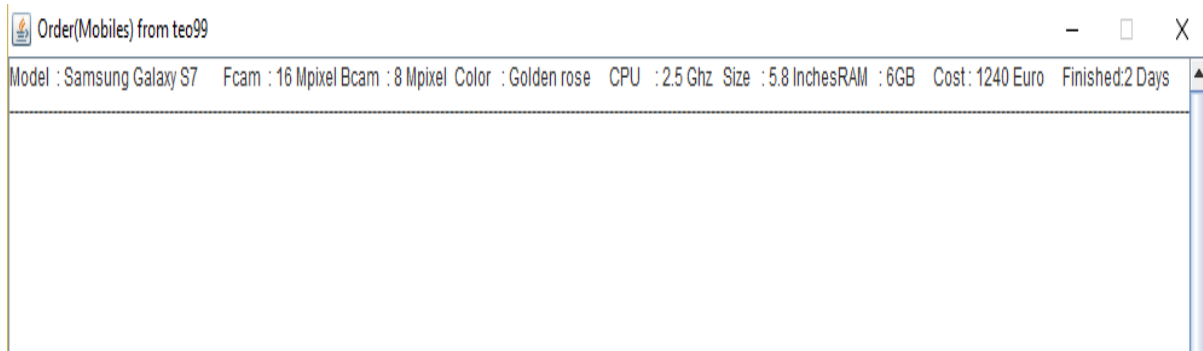 Order(Mobiles) from teo99
Model : Samsung Galaxy S7 Fcam : 16 Mpixel Bcam : 8 Mpixel Color : Golden rose CPU : 2.5 Ghz Size : 5.8 InchesRAM : 6GB Cost : 1240 Euro Finished:2 Days